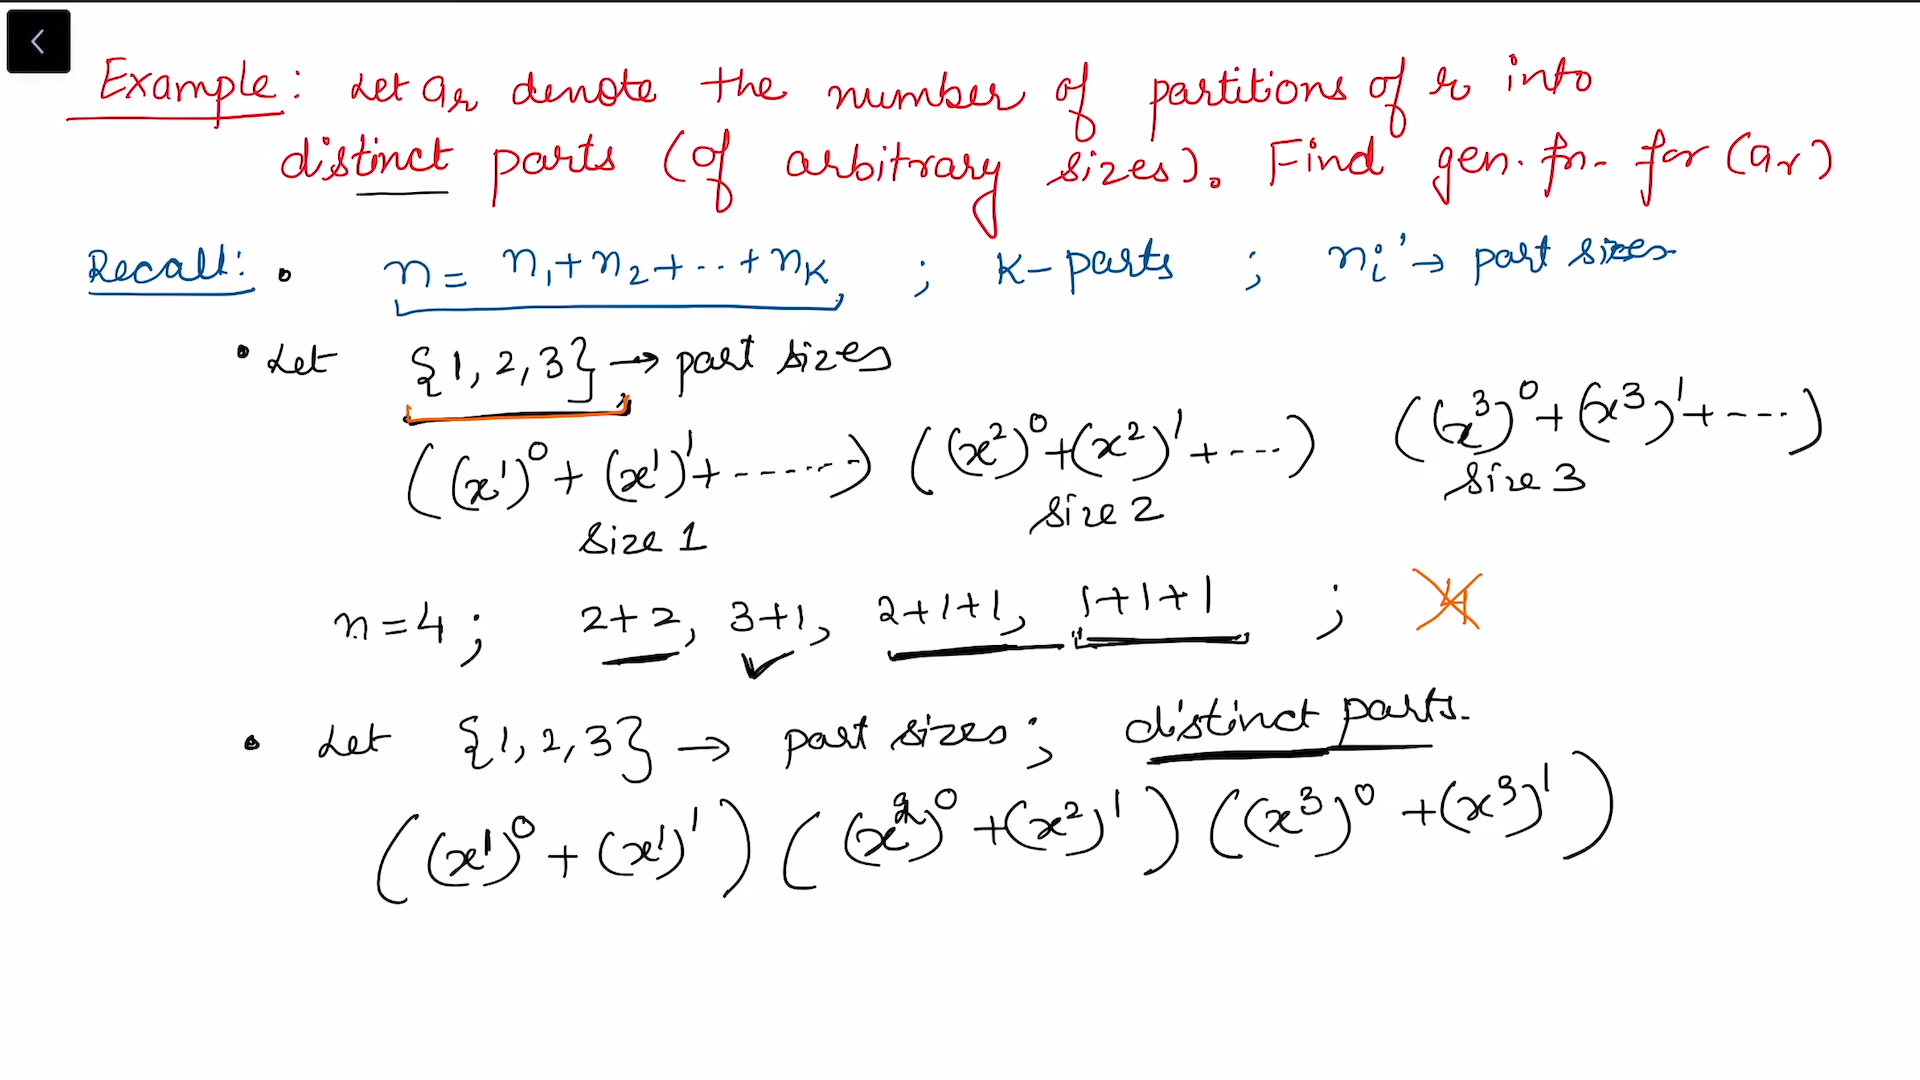 Example: Let aᵣ denote the number of partitions of r into
distinct parts (of arbitrary sizes). Find gen. fn. for (aᵣ)
Recall: • n = n₁+n₂+...+nₖ ; k-parts ; nᵢ's → part sizes
• Let {1, 2, 3} → part sizes
((x¹)⁰ + (x¹)¹ + ......) ((x²)⁰ + (x²)¹ + ...) ((x³)⁰ + (x³)¹ + ...)
size 1 size 2 size 3
n = 4 ; 2+2, 3+1, 2+1+1, 1+1+1 ; 4
• Let {1, 2, 3} → part sizes ; distinct parts.
((x¹)⁰ + (x¹)¹) ((x²)⁰ + (x²)¹) ((x³)⁰ + (x³)¹)